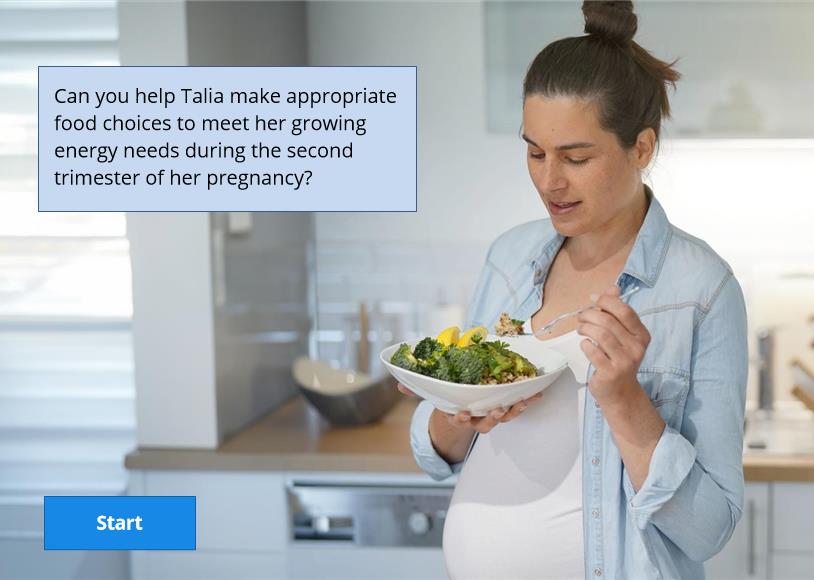 Can you help Talia make appropriate
food choices to meet her growing
energy needs during the second
trimester of her pregnancy?
Start